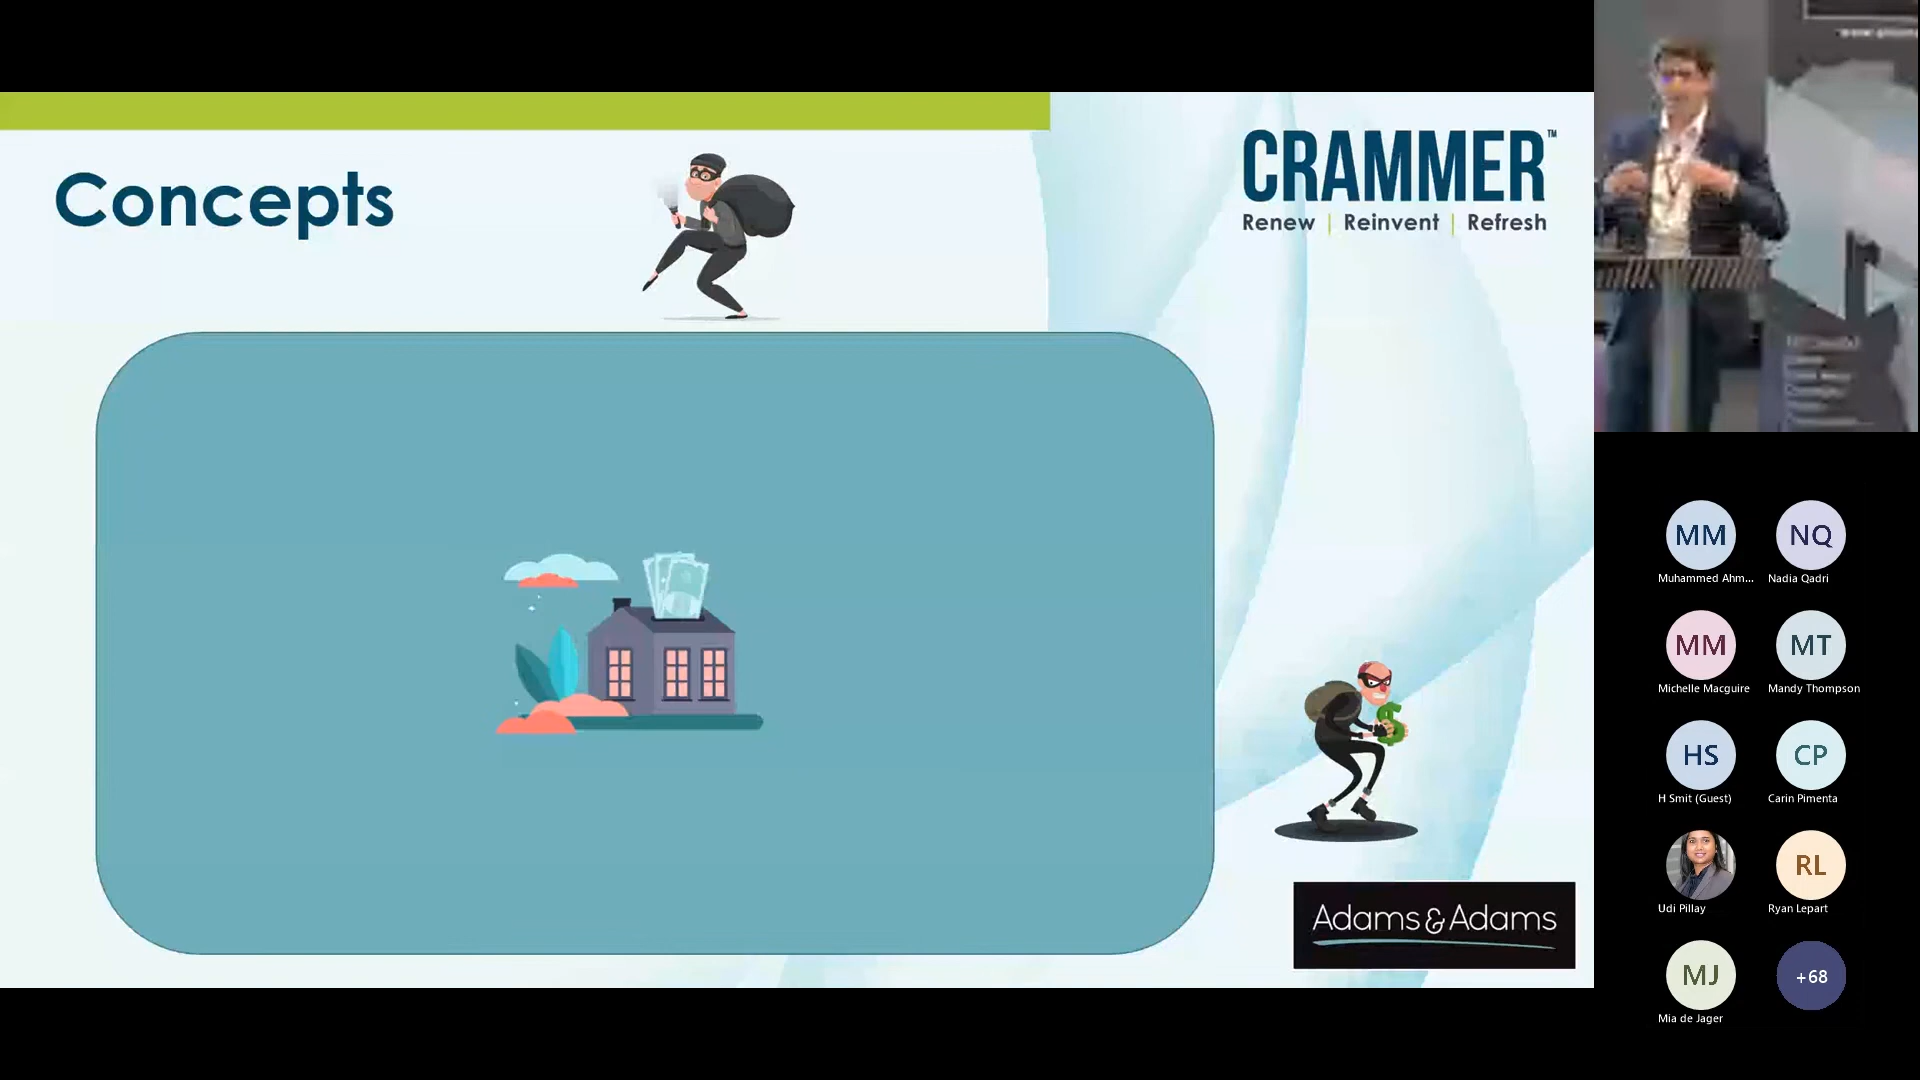 Concepts
CRAMMER™
Renew | Reinvent | Refresh
$
Adams & Adams
MM
Muhammed Ahm...
NQ
Nadia Qadri
MM
Michelle Macguire
MT
Mandy Thompson
HS
H Smit (Guest)
CP
Carin Pimenta
Udi Pillay
RL
Ryan Lepart
MJ
Mia de Jager
+68